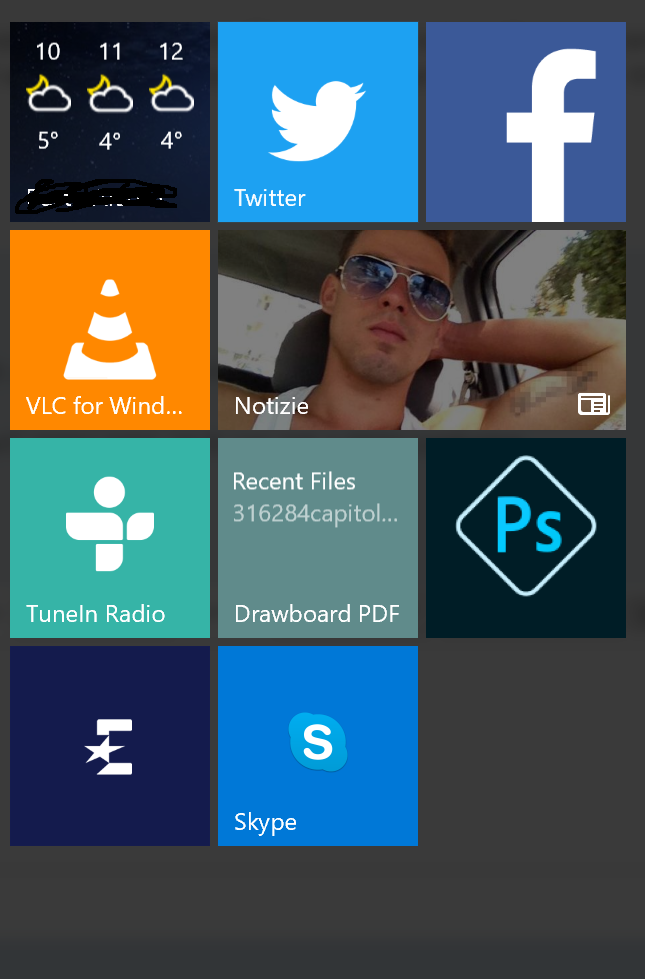 10 11 12
5° 4° 4°
Twitter
VLC for Wind...
Notizie
Recent Files
316284capitol...
TuneIn Radio
Drawboard PDF
Ps
Skype